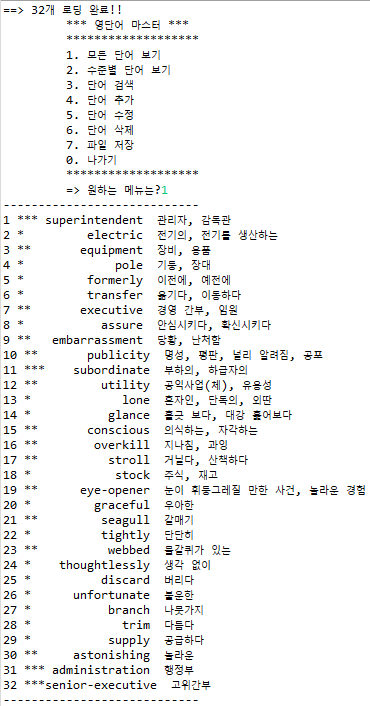 ==> 32개 로딩 완료!!
*** 영단어 마스터 ***
*******************
1. 모든 단어 보기
2. 수준별 단어 보기
3. 단어 검색
4. 단어 추가
5. 단어 수정
6. 단어 삭제
7. 파일 저장
0. 나가기
*******************
=> 원하는 메뉴는?1
----------------------------
1 *** superintendent 관리자, 감독관
2 * electric 전기의, 전기를 생산하는
3 ** equipment 장비, 용품
4 * pole 기둥, 장대
5 * formerly 이전에, 예전에
6 * transfer 옮기다, 이동하다
7 ** executive 경영 간부, 임원
8 * assure 안심시키다, 확신시키다
9 ** embarrassment 당황, 난처함
10 ** publicity 명성, 평판, 널리 알려짐, 공포
11 *** subordinate 부하의, 하급자의
12 ** utility 공익사업(체), 유용성
13 * lone 혼자인, 단독의, 외딴
14 * glance 흘긋 보다, 대강 훑어보다
15 ** conscious 의식하는, 자각하는
16 ** overkill 지나침, 과잉
17 ** stroll 거닐다, 산책하다
18 * stock 주식, 재고
19 ** eye-opener 눈이 휘둥그레질 만한 사건, 놀라운 경험
20 * graceful 우아한
21 ** seagull 갈매기
22 * tightly 단단히
23 ** webbed 물갈퀴가 있는
24 * thoughtlessly 생각 없이
25 * discard 버리다
26 * unfortunate 불운한
27 * branch 나뭇가지
28 * trim 다듬다
29 * supply 공급하다
30 ** astonishing 놀라운
31 *** administration 행정부
32 ***senior-executive 고위간부
----------------------------